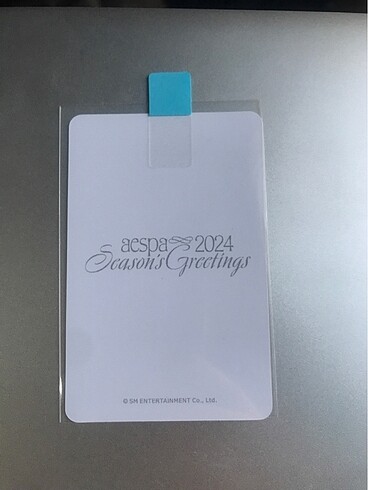 aespa 2024
Season's Greetings
© SM ENTERTAINMENT Co., Ltd.